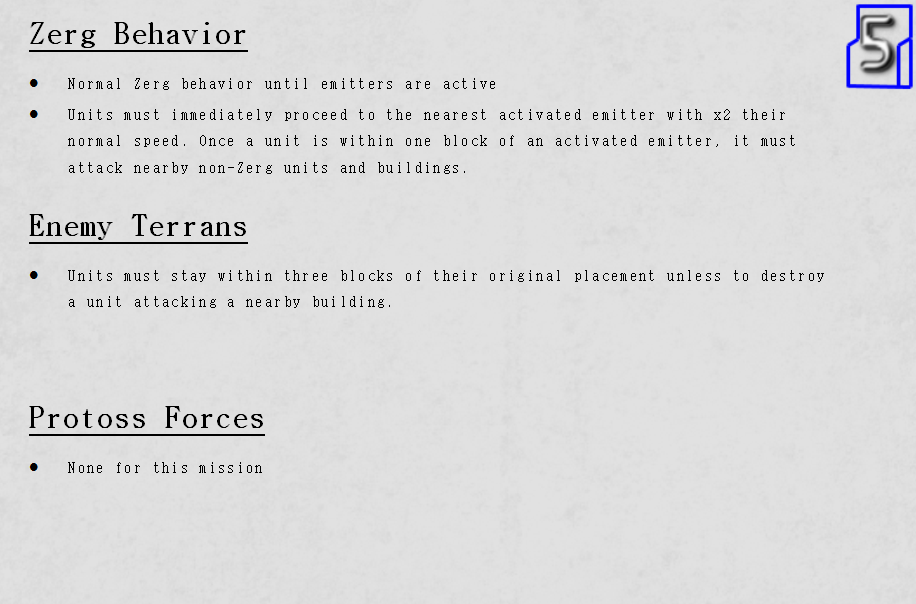 Zerg Behavior
5
● Normal Zerg behavior until emitters are active
● Units must immediately proceed to the nearest activated emitter with x2 their
normal speed. Once a unit is within one block of an activated emitter, it must
attack nearby non-Zerg units and buildings.
Enemy Terrans
● Units must stay within three blocks of their original placement unless to destroy
a unit attacking a nearby building.
Protoss Forces
● None for this mission